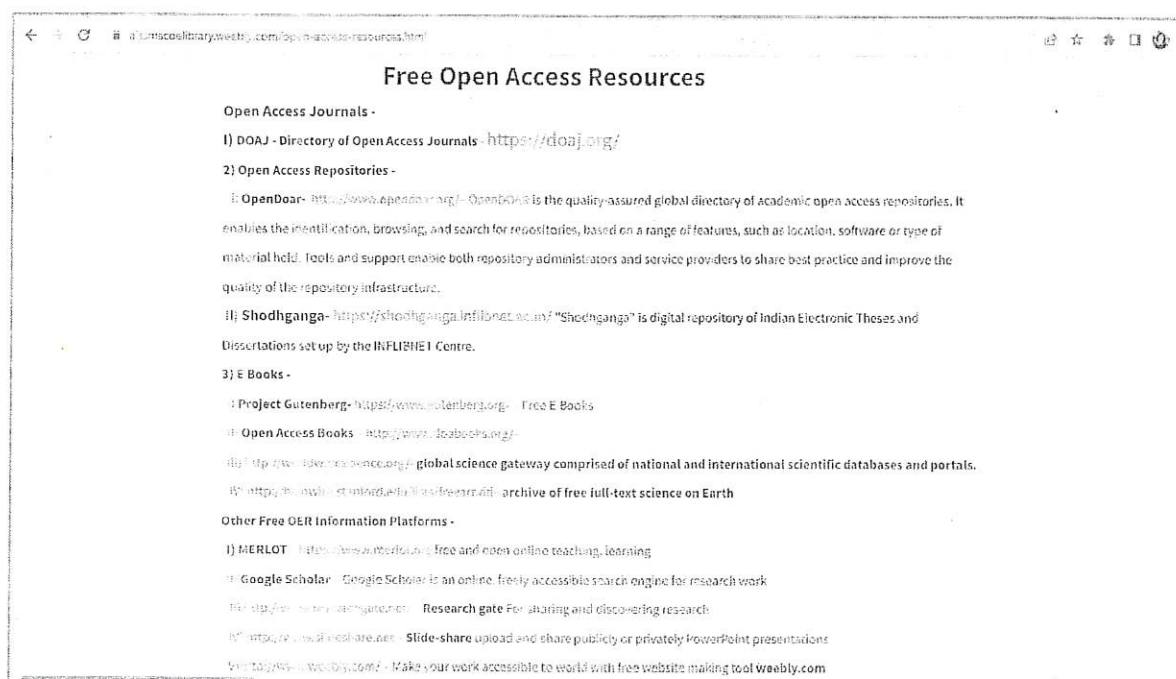 Free Open Access Resources
Open Access Journals -
I) DOAJ - Directory of Open Access Journals - https://doaj.org/
2) Open Access Repositories -
OpenDoar- is the quality-assured global directory of academic open access repositories. It
enables the identification, browsing, and search for repositories, based on a range of features, such as location, software or type of
material held. Tools and support enable both repository administrators and service providers to share best practice and improve the
quality of the repository infrastructure.
II) Shodhganga- https://shodhganga.inflibnet.ac.in/ "Shodhganga" is digital repository of Indian Electronic Theses and
Dissertations set up by the INFLIBNET Centre.
3) E Books -
Project Gutenberg- Free E Books
Open Access Books -
global science gateway comprised of national and international scientific databases and portals.
archive of free full-text science on Earth
Other Free OER Information Platforms -
I) MERLOT free and open online teaching, learning
Google Scholar - Google Scholar is an online, freely accessible search engine for research work
Research gate For sharing and discovering research
- Slide-share upload and share publicly or privately PowerPoint presentations
- Make your work accessible to world with free website making tool weebly.com